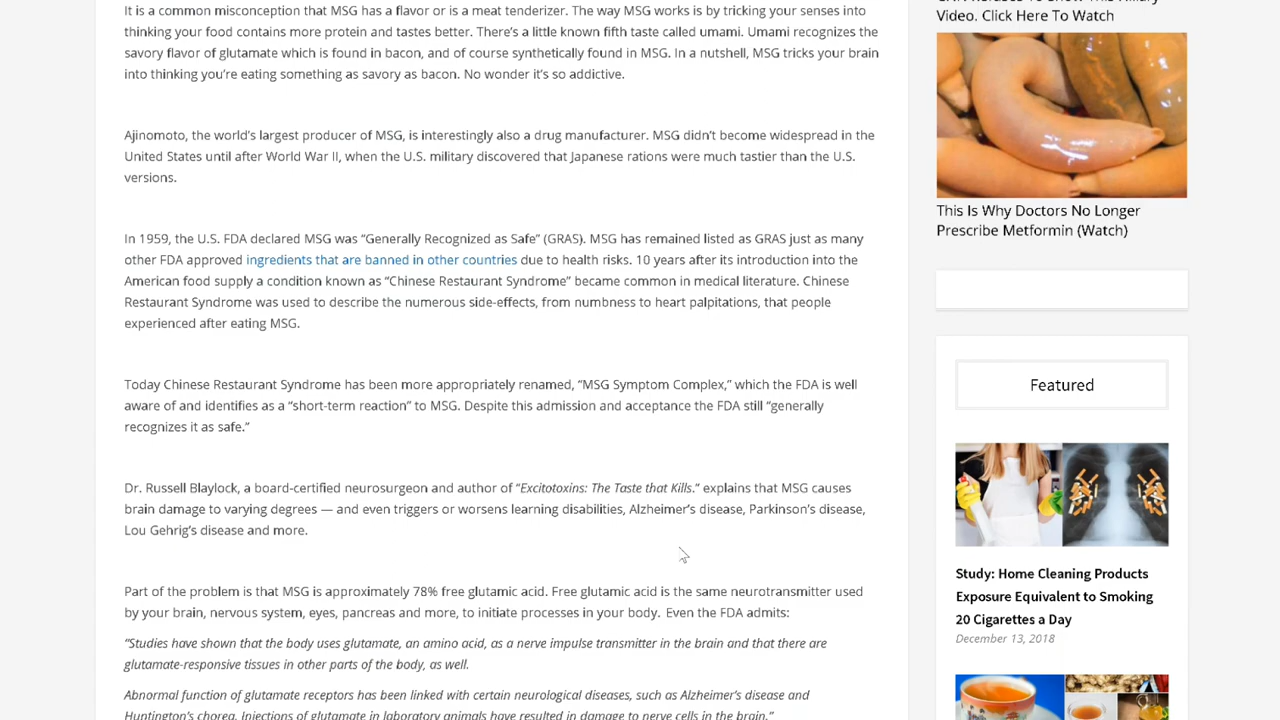 It is a common misconception that MSG has a flavor or is a meat tenderizer. The way MSG works is by tricking your senses into
thinking your food contains more protein and tastes better. There's a little known fifth taste called umami. Umami recognizes the
savory flavor of glutamate which is found in bacon, and of course synthetically found in MSG. In a nutshell, MSG tricks your brain
into thinking you're eating something as savory as bacon. No wonder it's so addictive.
Ajinomoto, the world's largest producer of MSG, is interestingly also a drug manufacturer. MSG didn't become widespread in the
United States until after World War II, when the U.S. military discovered that Japanese rations were much tastier than the U.S.
versions.
In 1959, the U.S. FDA declared MSG was “Generally Recognized as Safe” (GRAS). MSG has remained listed as GRAS just as many
other FDA approved ingredients that are banned in other countries due to health risks. 10 years after its introduction into the
American food supply a condition known as “Chinese Restaurant Syndrome” became common in medical literature. Chinese
Restaurant Syndrome was used to describe the numerous side-effects, from numbness to heart palpitations, that people
experienced after eating MSG.
Today Chinese Restaurant Syndrome has been more appropriately renamed, “MSG Symptom Complex,” which the FDA is well
aware of and identifies as a “short-term reaction” to MSG. Despite this admission and acceptance the FDA still “generally
recognizes it as safe.”
Dr. Russell Blaylock, a board-certified neurosurgeon and author of “Excitotoxins: The Taste that Kills.” explains that MSG causes
brain damage to varying degrees — and even triggers or worsens learning disabilities, Alzheimer's disease, Parkinson's disease,
Lou Gehrig's disease and more.
Part of the problem is that MSG is approximately 78% free glutamic acid. Free glutamic acid is the same neurotransmitter used
by your brain, nervous system, eyes, pancreas and more, to initiate processes in your body. Even the FDA admits:
“Studies have shown that the body uses glutamate, an amino acid, as a nerve impulse transmitter in the brain and that there are
glutamate-responsive tissues in other parts of the body, as well.
Abnormal function of glutamate receptors has been linked with certain neurological diseases, such as Alzheimer's disease and
Huntington's chorea. Injections of glutamate in laboratory animals have resulted in damage to nerve cells in the brain.”
Video. Click Here To Watch
This Is Why Doctors No Longer
Prescribe Metformin (Watch)
Featured
Study: Home Cleaning Products
Exposure Equivalent to Smoking
20 Cigarettes a Day
December 13, 2018